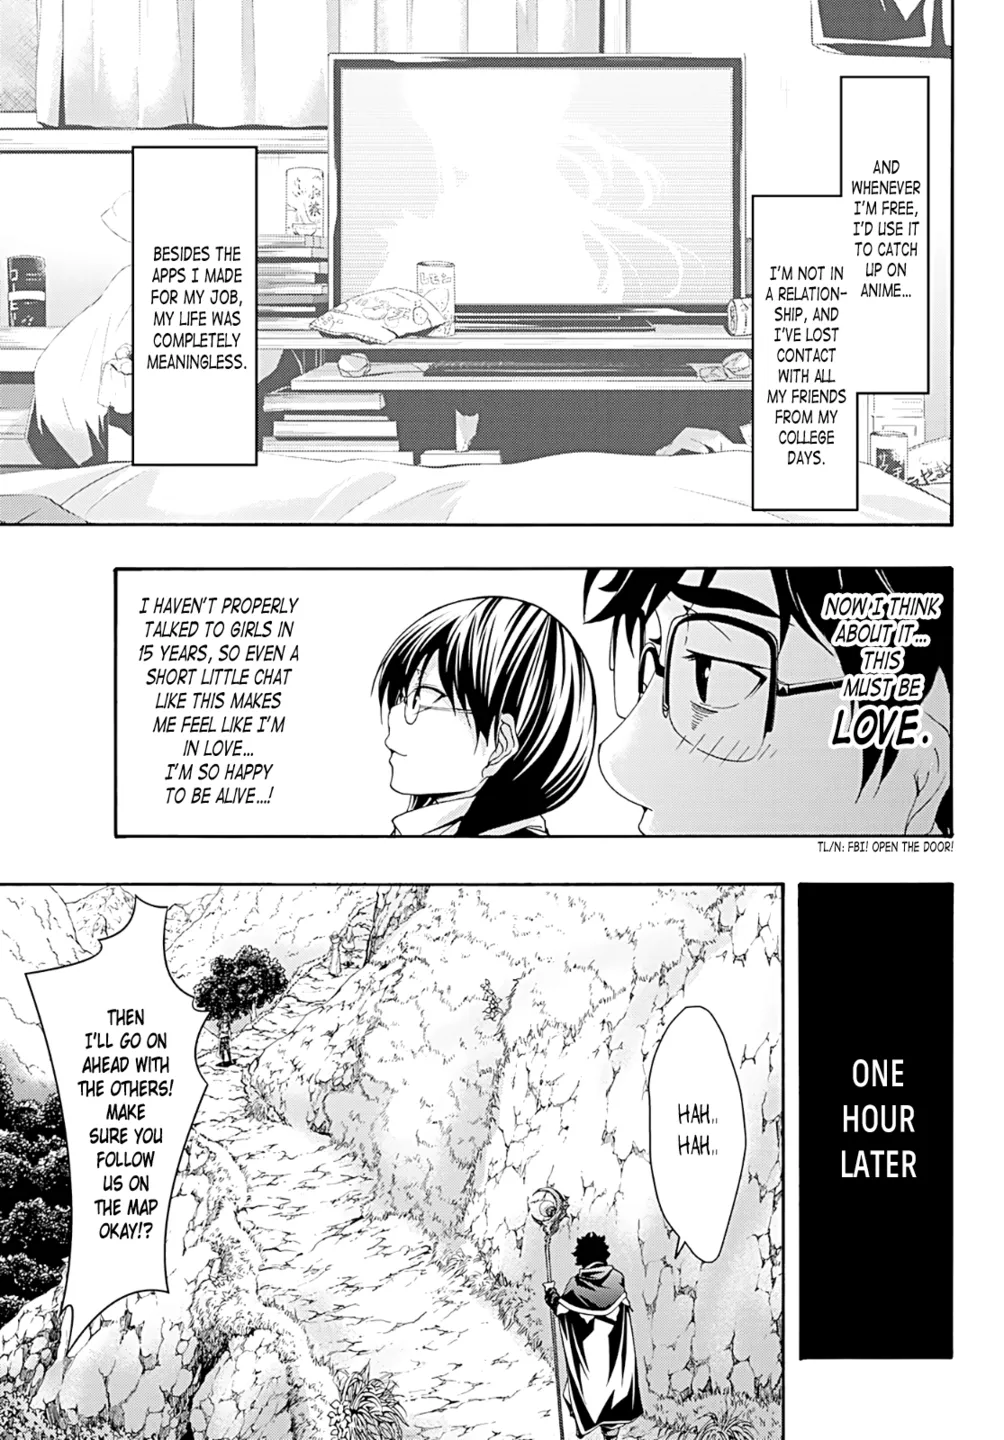 AND
WHENEVER
I'M FREE,
I'D USE IT
TO CATCH
UP ON
ANIME...
I'M NOT IN
A RELATION-
SHIP, AND
I'VE LOST
CONTACT
WITH ALL
MY FRIENDS
FROM MY
COLLEGE
DAYS.
BESIDES THE
APPS I MADE
FOR MY JOB,
MY LIFE WAS
COMPLETELY
MEANINGLESS.
NOW I THINK
ABOUT IT...
THIS
MUST BE
LOVE.
I HAVEN'T PROPERLY
TALKED TO GIRLS IN
15 YEARS, SO EVEN A
SHORT LITTLE CHAT
LIKE THIS MAKES
ME FEEL LIKE I'M
IN LOVE...
I'M SO HAPPY
TO BE ALIVE...!
TL/N: FBI! OPEN THE DOOR!
ONE
HOUR
LATER
HAH..
HAH..
THEN
I'LL GO ON
AHEAD WITH
THE OTHERS!
MAKE
SURE YOU
FOLLOW
US ON
THE MAP
OKAY!?